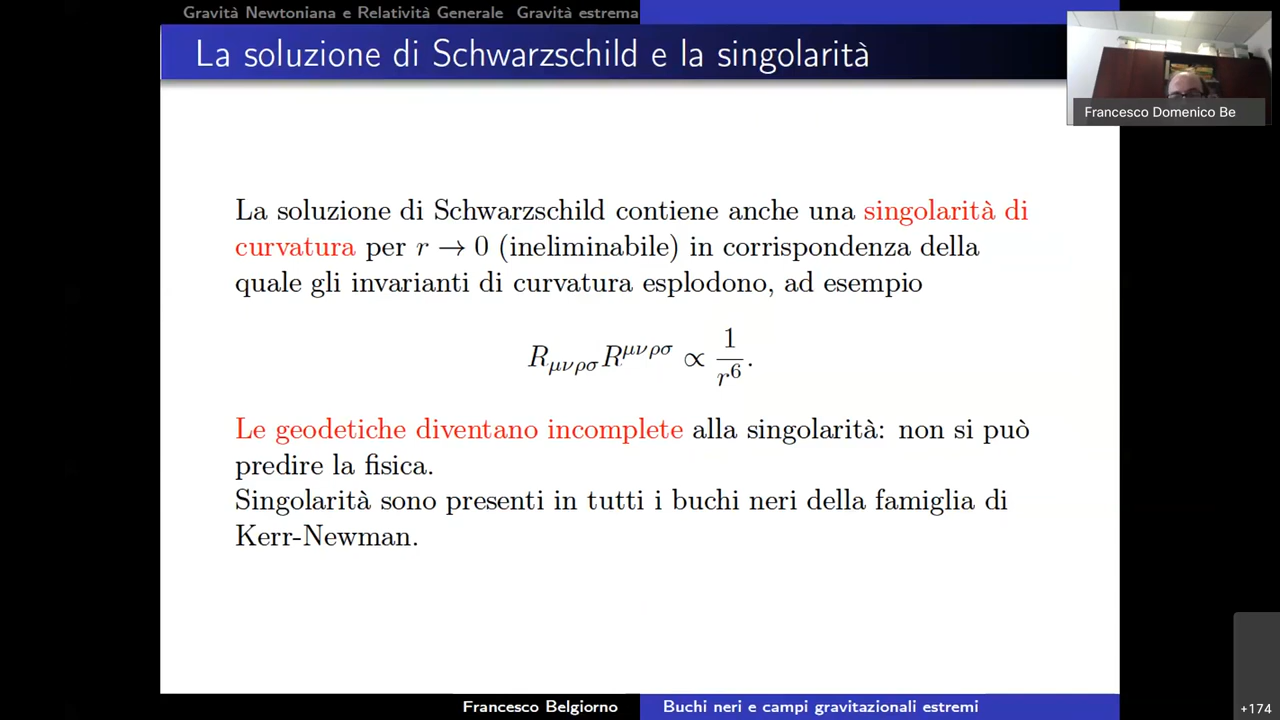 Gravità Newtoniana e Relatività Generale Gravità estrema
La soluzione di Schwarzschild e la singolarità
Francesco Domenico Be
La soluzione di Schwarzschild contiene anche una singolarità di
curvatura per r → 0 (ineliminabile) in corrispondenza della
quale gli invarianti di curvatura esplodono, ad esempio
R_{μνρσ}R^{μνρσ} ∝ 1/r⁶.
Le geodetiche diventano incomplete alla singolarità: non si può
predire la fisica.
Singolarità sono presenti in tutti i buchi neri della famiglia di
Kerr-Newman.
Francesco Belgiorno Buchi neri e campi gravitazionali estremi
+174